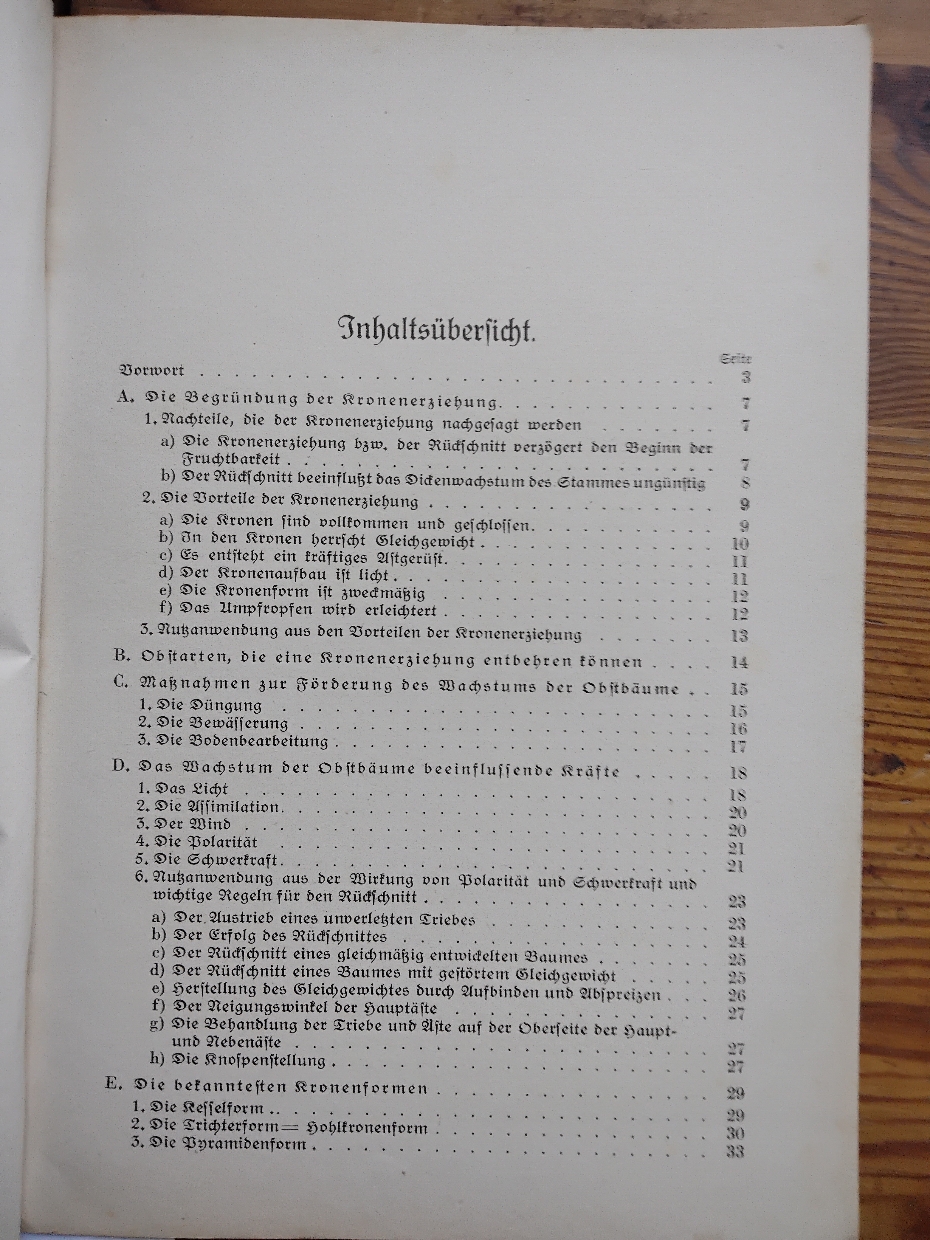 Inhaltsübersicht.
Seite
Vorwort . . . . . . . . . . . . . . . . . . . . 3
A. Die Begründung der Kronenerziehung. . . . . . . . . . 7
1. Nachteile, die der Kronenerziehung nachgesagt werden . . . . . . 7
a) Die Kronenerziehung bzw. der Rückschnitt verzögert den Beginn der
Fruchtbarkeit . . . . . . . . . . . . . . . . . 7
b) Der Rückschnitt beeinflußt das Dickenwachstum des Stammes ungünstig 8
2. Die Vorteile der Kronenerziehung . . . . . . . . . . . . 9
a) Die Kronen sind vollkommen und geschlossen. . . . . . . . 9
b) In den Kronen herrscht Gleichgewicht . . . . . . . . . . 10
c) Es entsteht ein kräftiges Astgerüst. . . . . . . . . . . . 11
d) Der Kronenaufbau ist licht . . . . . . . . . . . . . . 11
e) Die Kronenform ist zweckmäßig . . . . . . . . . . . . 12
f) Das Umpfropfen wird erleichtert . . . . . . . . . . . . 12
3. Nutzanwendung aus den Vorteilen der Kronenerziehung . . . . . . 13
B. Obstarten, die eine Kronenerziehung entbehren können . . . . 14
C. Maßnahmen zur Förderung des Wachstums der Obstbäume . . 15
1. Die Düngung . . . . . . . . . . . . . . . . . 15
2. Die Bewässerung . . . . . . . . . . . . . . . . 16
3. Die Bodenbearbeitung . . . . . . . . . . . . . . . 17
D. Das Wachstum der Obstbäume beeinflussende Kräfte . . . . . 18
1. Das Licht . . . . . . . . . . . . . . . . . . 18
2. Die Assimilation. . . . . . . . . . . . . . . . . 20
3. Der Wind . . . . . . . . . . . . . . . . . . 20
4. Die Polarität . . . . . . . . . . . . . . . . . 21
5. Die Schwerkraft. . . . . . . . . . . . . . . . . 21
6. Nutzanwendung aus der Wirkung von Polarität und Schwerkraft und
wichtige Regeln für den Rückschnitt . . . . . . . . . . . . 23
a) Der Austrieb eines unverletzten Triebes . . . . . . . . . . 23
b) Der Erfolg des Rückschnittes . . . . . . . . . . . . . 24
c) Der Rückschnitt eines gleichmäßig entwickelten Baumes . . . . . 25
d) Der Rückschnitt eines Baumes mit gestörtem Gleichgewicht . . . . 25
e) Herstellung des Gleichgewichtes durch Aufbinden und Abspreizen . . . 26
f) Der Neigungswinkel der Hauptäste . . . . . . . . . . . 27
g) Die Behandlung der Triebe und Äste auf der Oberseite der Haupt-
und Nebenäste . . . . . . . . . . . . . . . . . 27
h) Die Knospenstellung . . . . . . . . . . . . . . . . 27
E. Die bekanntesten Kronenformen . . . . . . . . . . . . 29
1. Die Kesselform . . . . . . . . . . . . . . . . . 29
2. Die Trichterform = Hohlkronenform . . . . . . . . . . . . 30
3. Die Pyramidenform . . . . . . . . . . . . . . . . 33